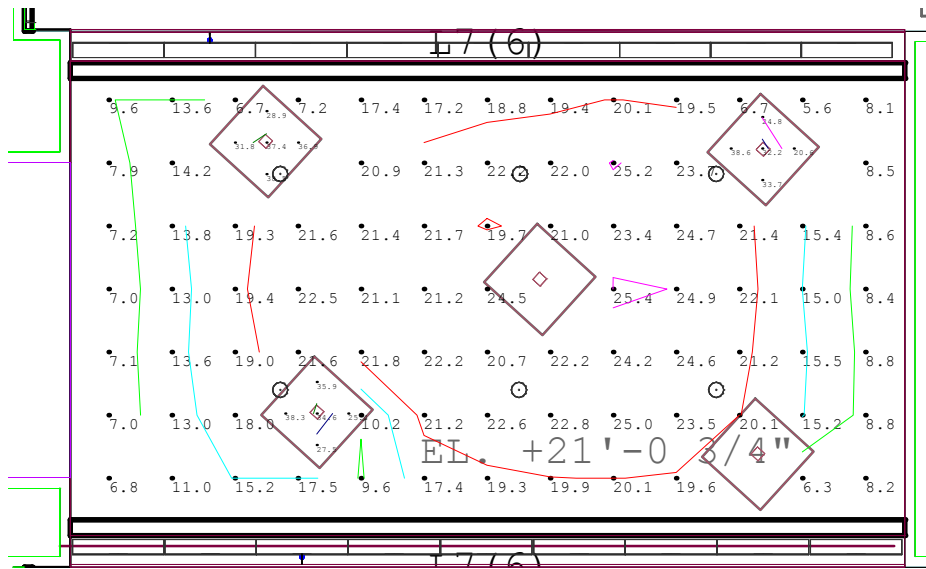 L7(6)
9.6 13.6 6.7 7.2 17.4 17.2 18.8 19.4 20.1 19.5 6.7 5.6 8.1
28.9 24.8
31.8 37.4 36.9 38.6 32.2 20.6
7.9 14.2 20.9 21.3 22.2 22.0 25.2 23.7 8.5
33.7
7.2 13.8 19.3 21.6 21.4 21.7 19.7 21.0 23.4 24.7 21.4 15.4 8.6
7.0 13.0 19.4 22.5 21.1 21.2 24.5 25.4 24.9 22.1 15.0 8.4
7.1 13.6 19.0 21.6 21.8 22.2 20.7 22.2 24.2 24.6 21.2 15.5 8.8
35.9
38.3 34.6
7.0 13.0 18.0 10.2 21.2 22.6 22.8 25.0 23.5 20.1 15.2 8.8
EL. +21'-0 3/4"
6.8 11.0 15.2 17.5 9.6 17.4 19.3 19.9 20.1 19.6 6.3 8.2
L7(6)